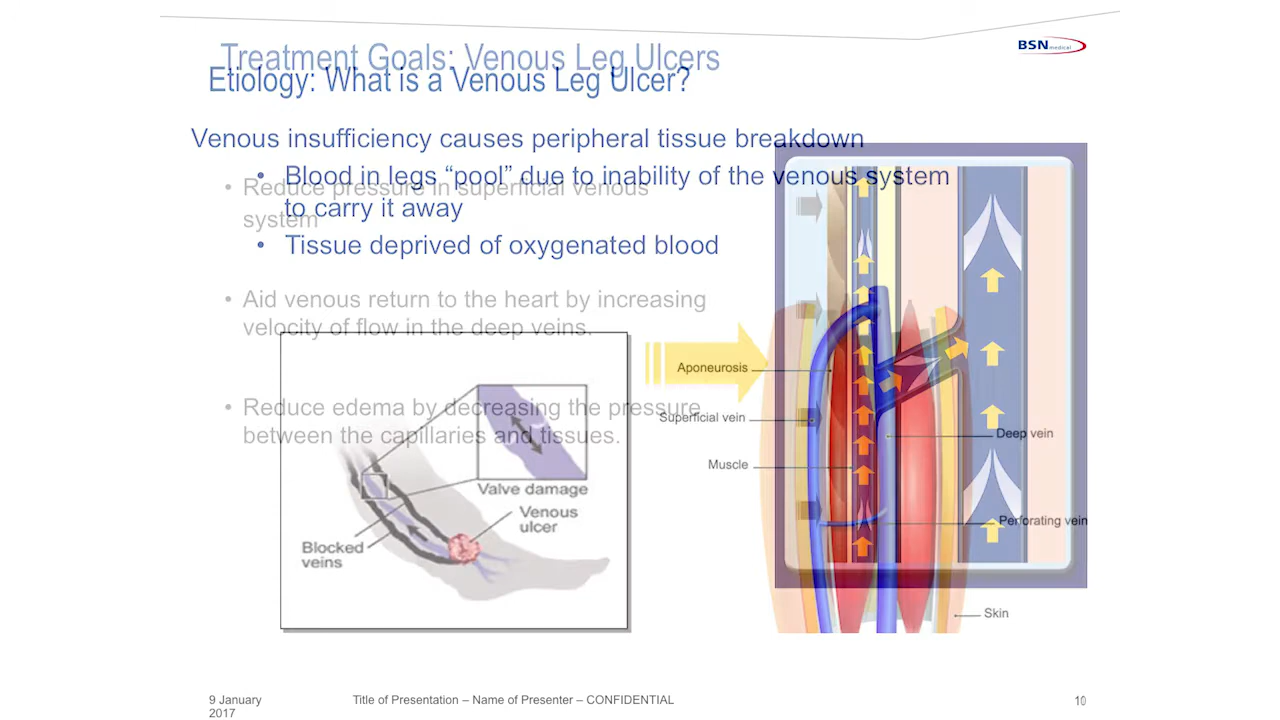 Treatment Goals: Venous Leg Ulcers
BSN medical
Etiology: What is a Venous Leg Ulcer?
Venous insufficiency causes peripheral tissue breakdown
• Blood in legs “pool” due to inability of the venous system
to carry it away
• Tissue deprived of oxygenated blood
• Reduce pressure in superficial venous
system
• Aid venous return to the heart by increasing
velocity of flow in the deep veins.
• Reduce edema by decreasing the pressure
between the capillaries and tissues.
Valve damage
Venous
ulcer
Blocked
veins
Aponeurosis
Superficial vein
Muscle
Deep vein
Perforating vein
Skin
9 January
2017
Title of Presentation – Name of Presenter – CONFIDENTIAL